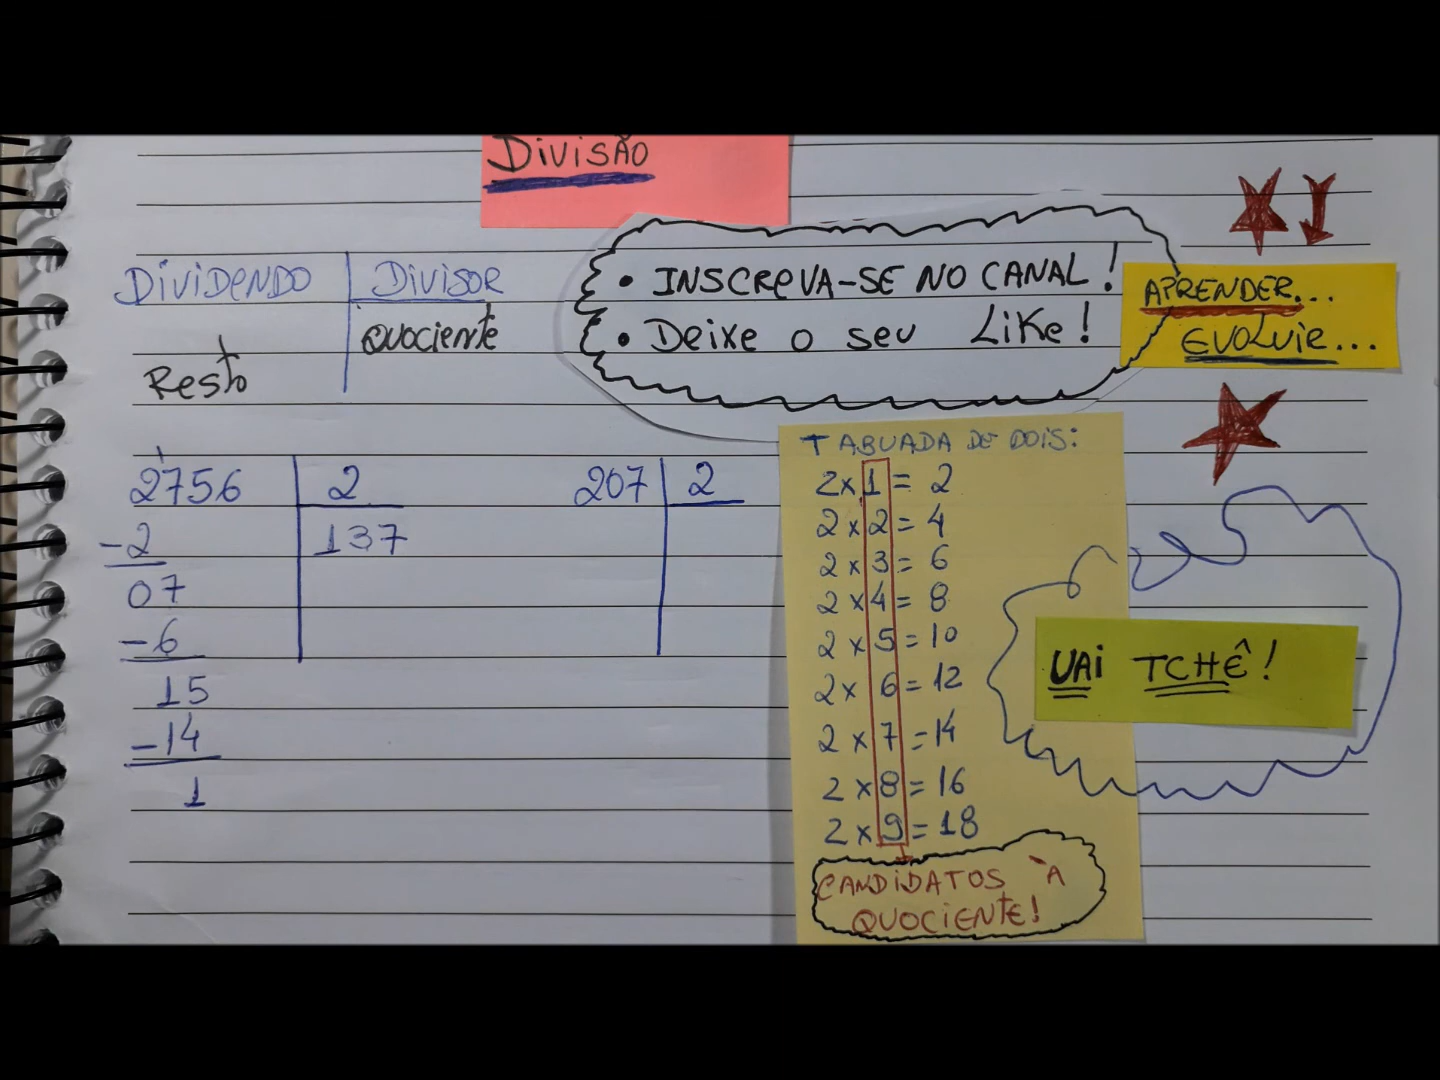 DIVISÃO
DIVIDENDO DIVISOR
QUOCIENTE
RESTO
• INSCREVA-SE NO CANAL!
• DEIXE O SEU LIKE!
APRENDER...
EVOLUIR...
2756 2
-2 137
07
-6
15
-14
1
207 2
TABUADA DE DOIS:
2x1=2
2x2=4
2x3=6
2x4=8
2x5=10
2x6=12
2x7=14
2x8=16
2x9=18
CANDIDATOS À
QUOCIENTE!
UAI TCHÊ!